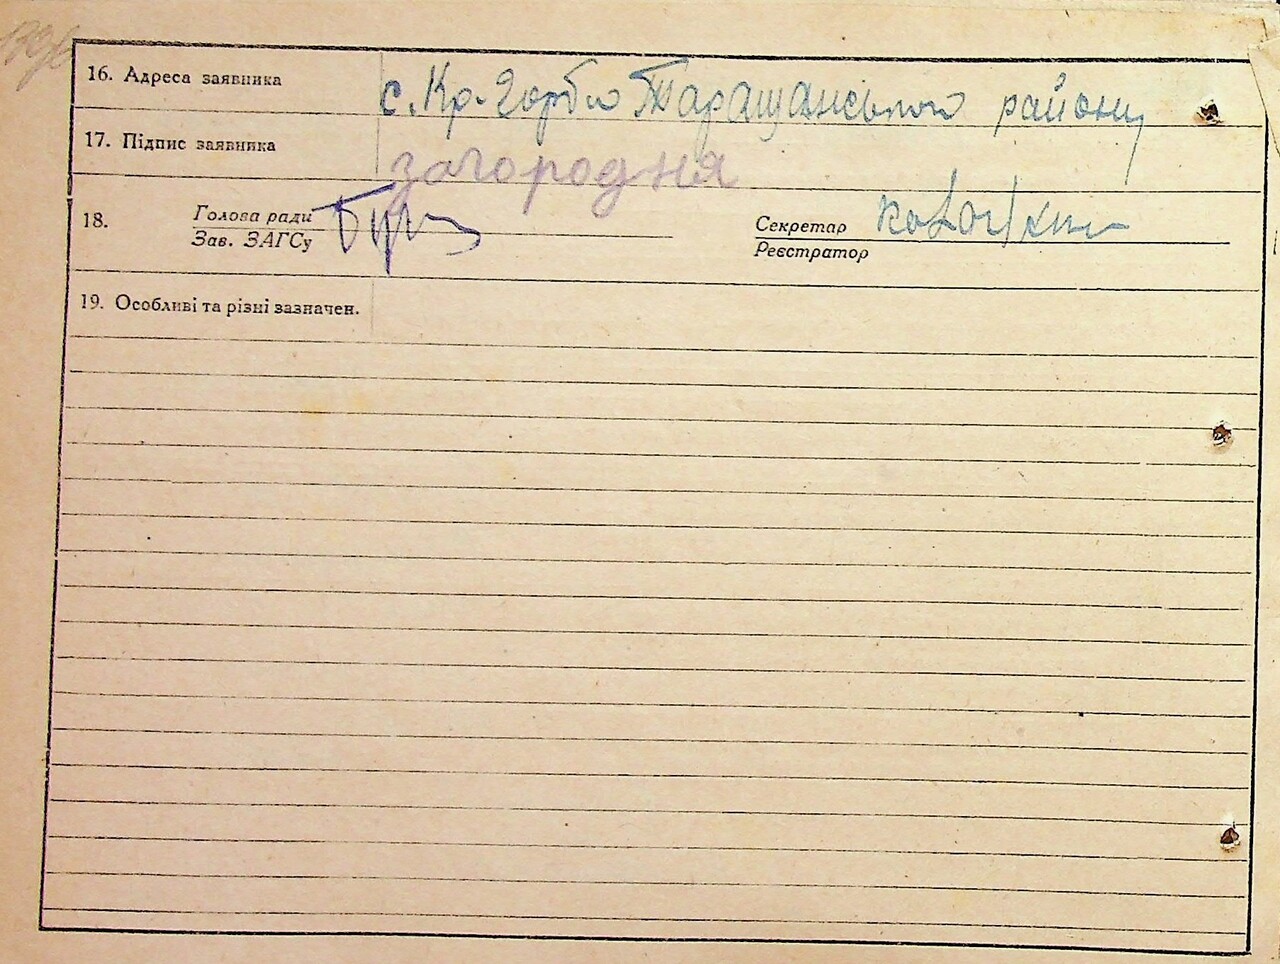 16. Адреса заявника с. Кр. Горби Таращанського району
17. Підпис заявника загородня
18. Голова ради
Зав. ЗАГСу
Секретар
Реєстратор
19. Особливі та різні зазначен.